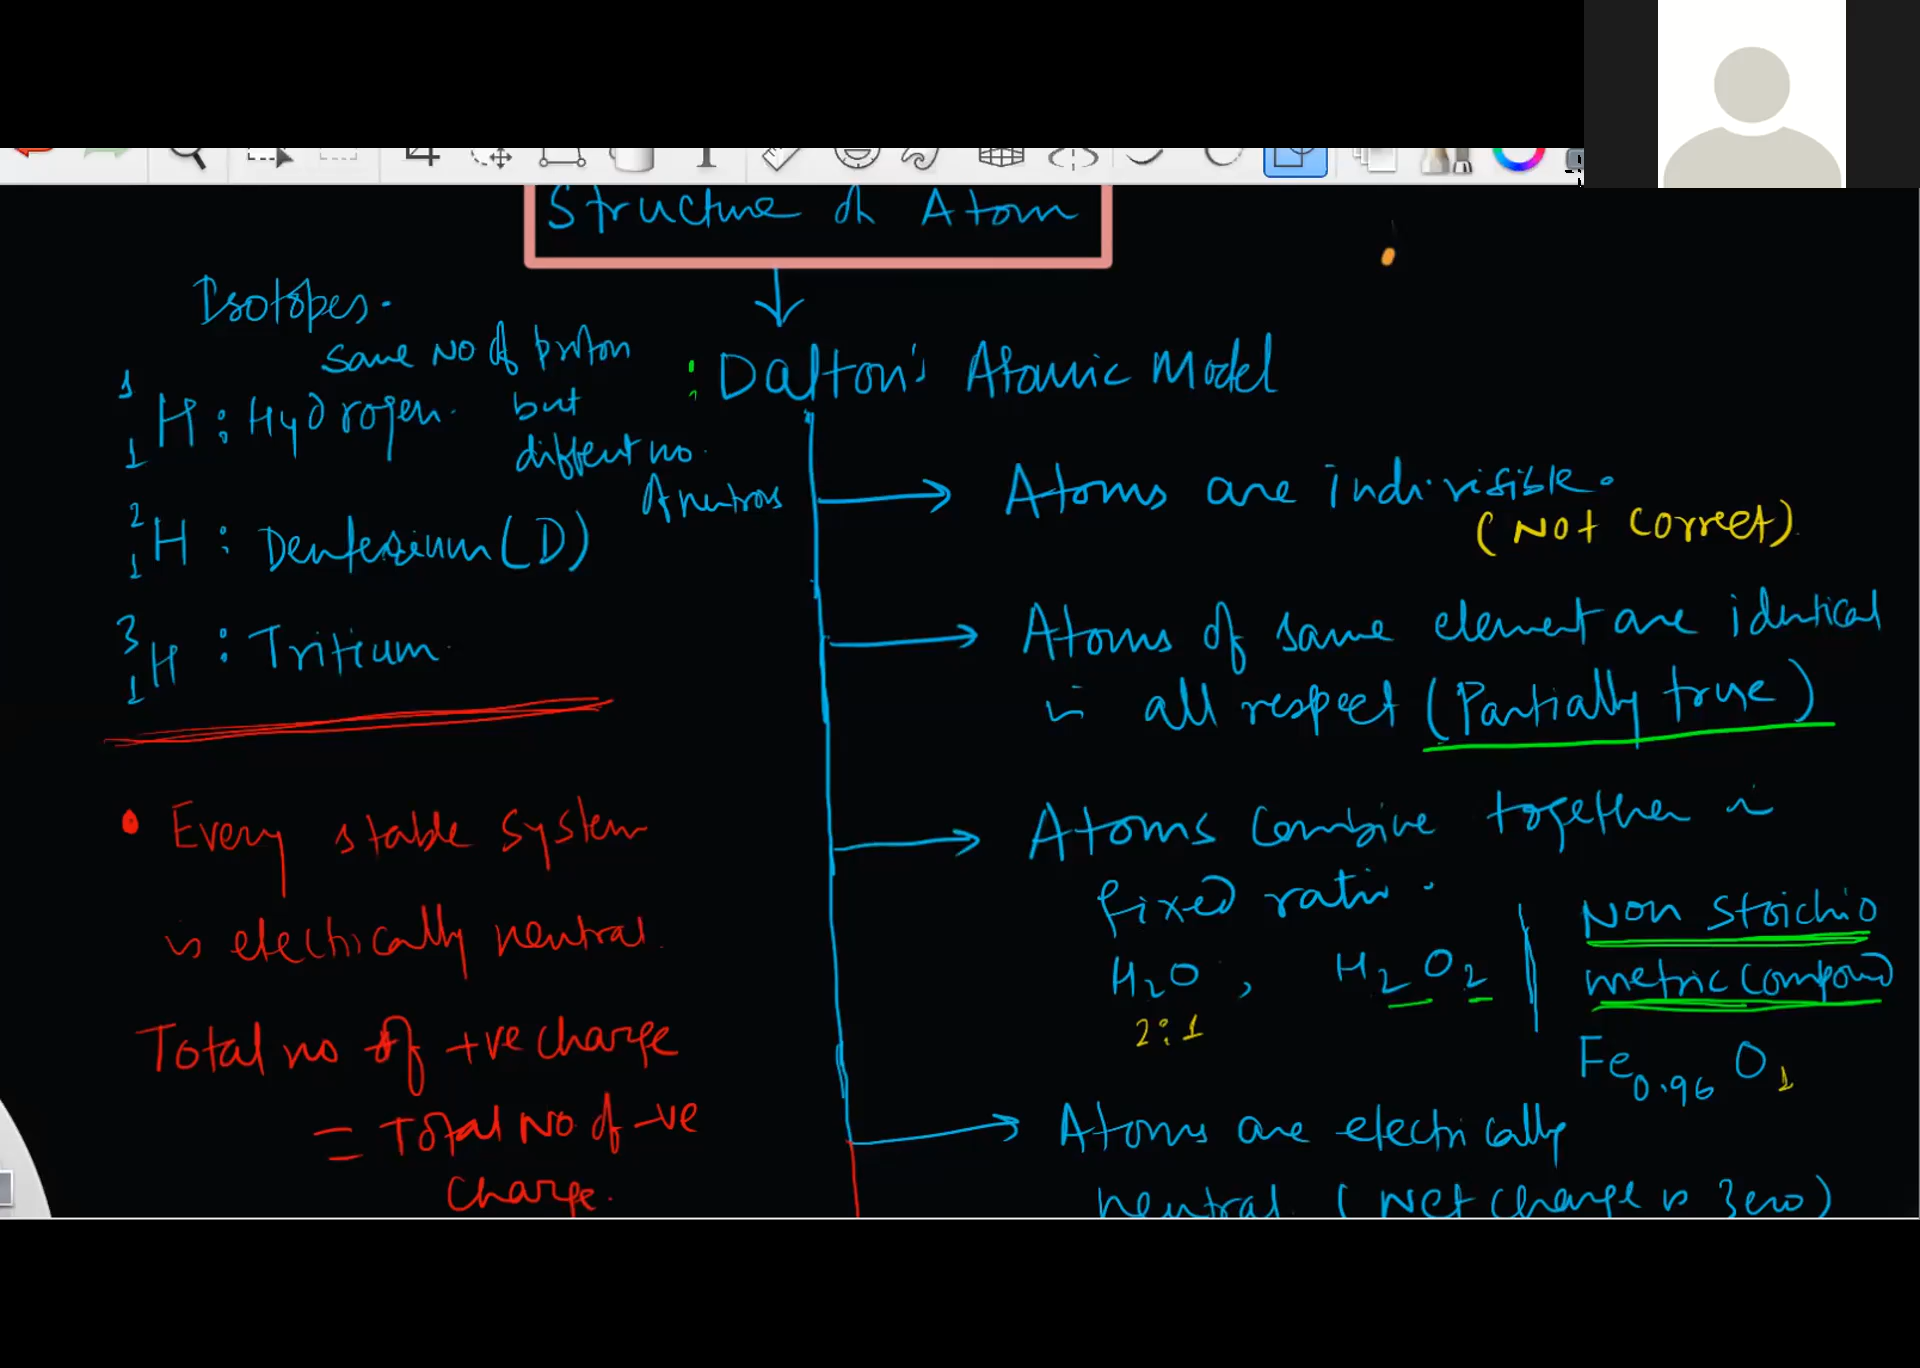 Structure of Atom
Isotopes.
same No of proton
but
different no.
of neutrons
1 1 H : Hydrogen.
2 1 H : Deuterium (D)
3 1 H : Tritium.
• Every stable system
is electrically neutral.
Total no of +ve charge
= Total No of -ve
Charge.
: Dalton's Atomic Model
Atoms are indivisible.
(Not correct).
Atoms of same element are identical
in all respect (Partially true)
Atoms combine together in
fixed ratio.
H2O , H2O2
2:1
Non Stoichio
metric compound
Fe0.96 O1
Atoms are electrically
neutral. (Net charge is zero)